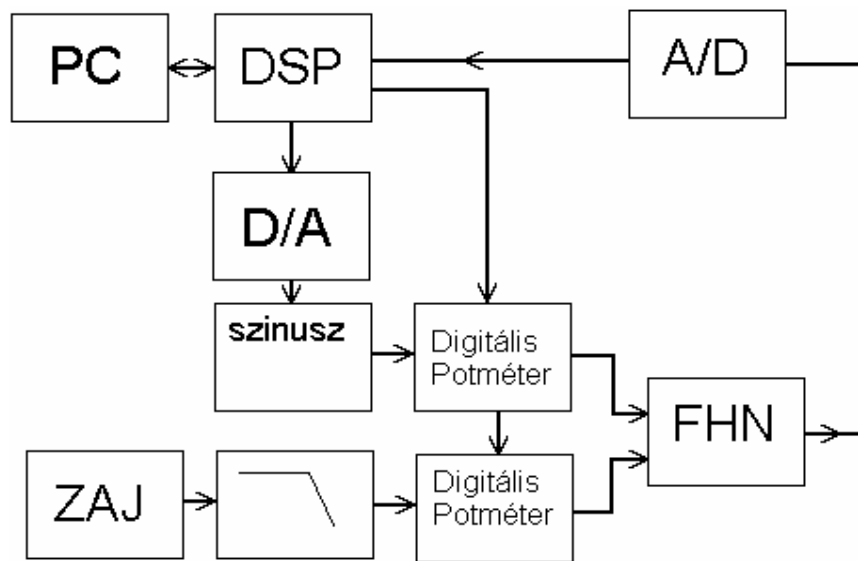 PC
DSP
A/D
D/A
szinusz
Digitális
Potméter
FHN
ZAJ
Digitális
Potméter